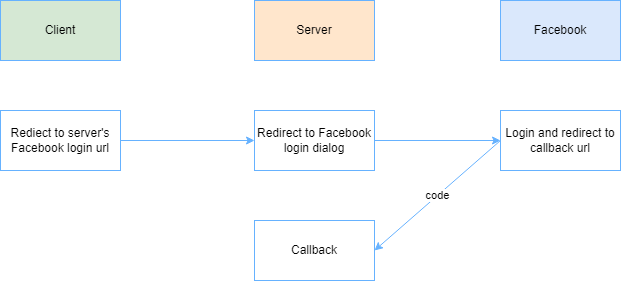 Client
Server
Facebook
Rediect to server's
Facebook login url
Redirect to Facebook
login dialog
Login and redirect to
callback url
code
Callback